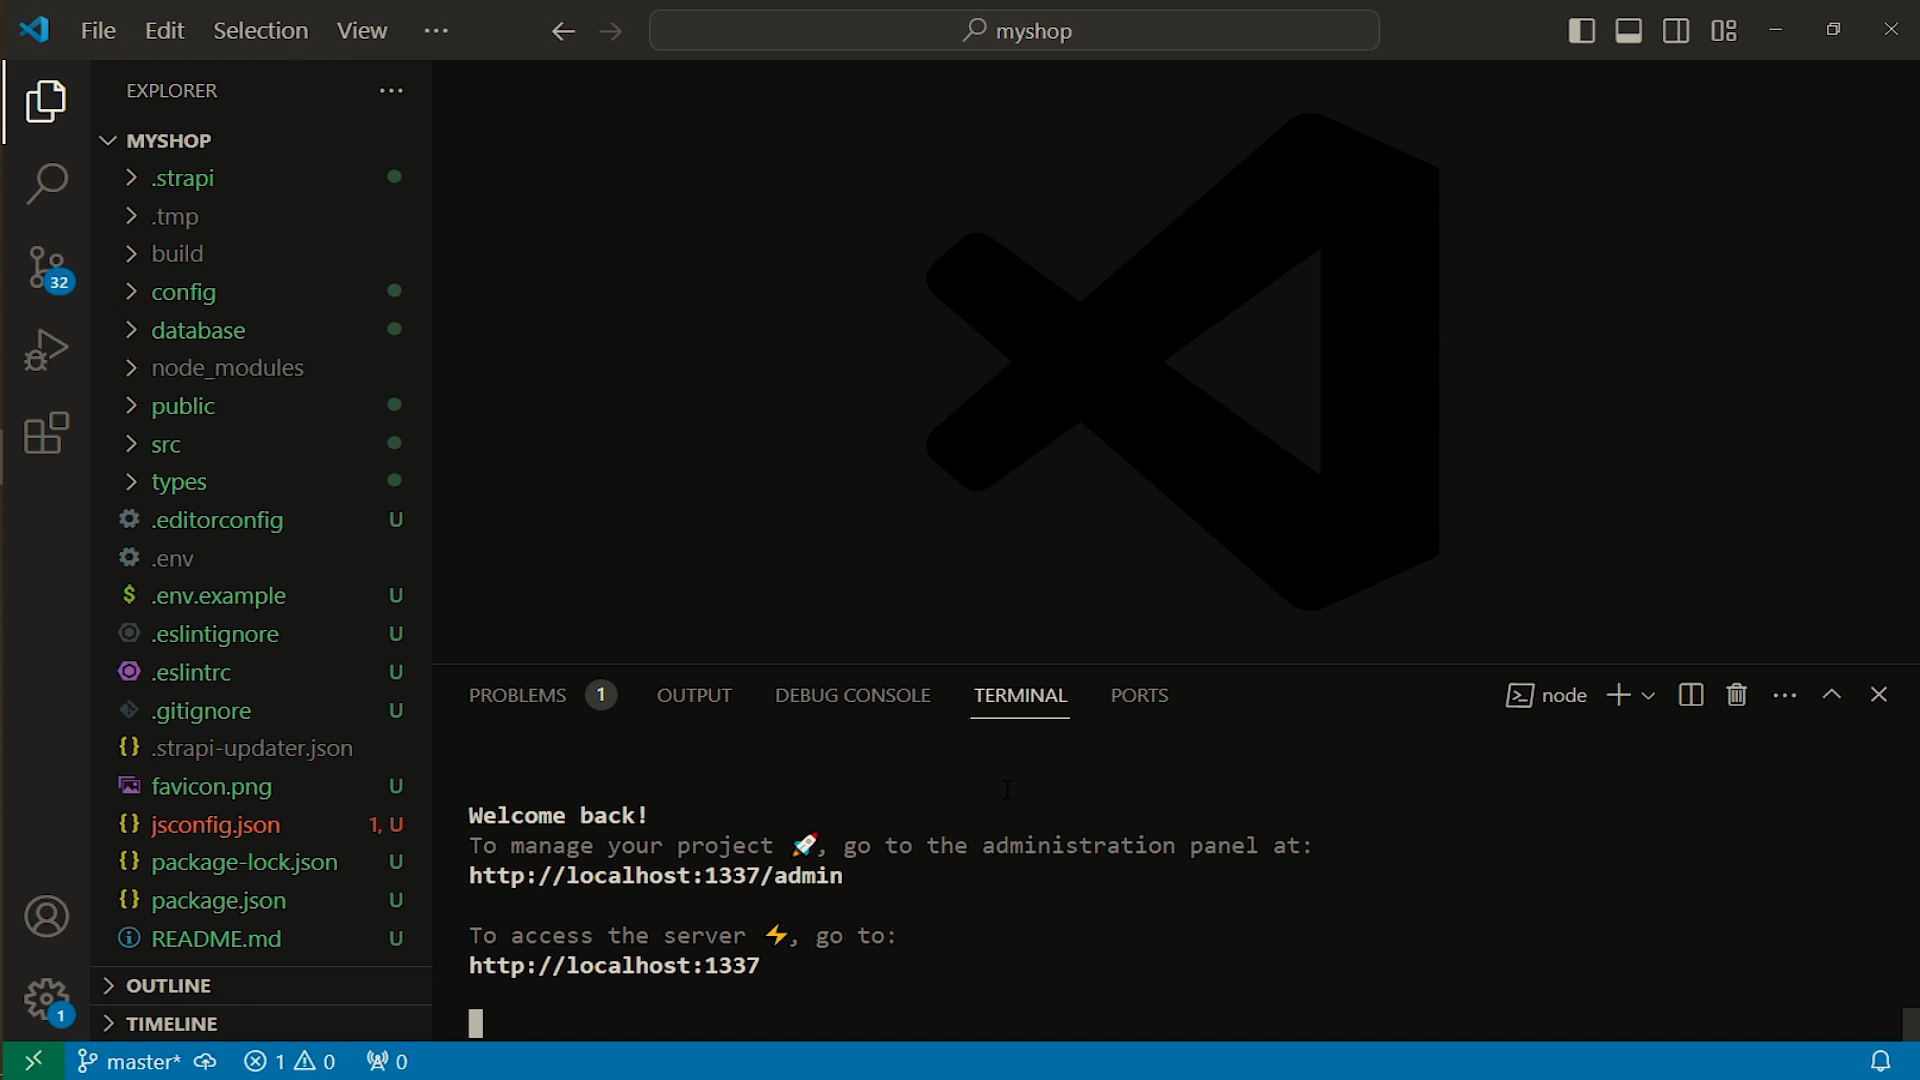 File Edit Selection View ··· myshop
EXPLORER ···
MYSHOP
.strapi
.tmp
build
config
database
node_modules
public
src
types
.editorconfig U
.env
.env.example U
.eslintignore U
.eslintrc U
.gitignore U
.strapi-updater.json
favicon.png U
jsconfig.json 1, U
package-lock.json U
package.json U
README.md U
OUTLINE
TIMELINE
32
1
PROBLEMS 1 OUTPUT DEBUG CONSOLE TERMINAL PORTS node ···
Welcome back!
To manage your project 🚀, go to the administration panel at:
http://localhost:1337/admin
To access the server ⚡, go to:
http://localhost:1337
master* 1 0 0